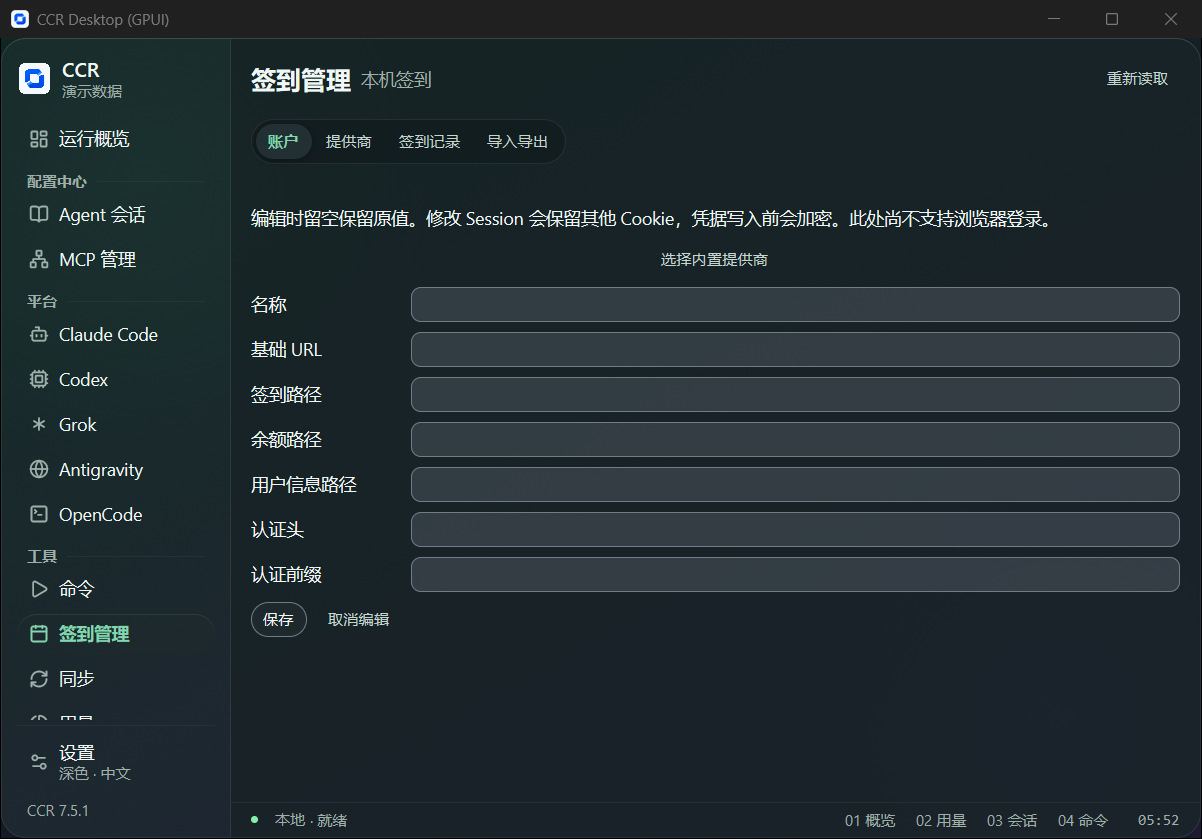 CCR Desktop (GPUI)
CCR
演示数据
运行概览
配置中心
Agent 会话
MCP 管理
平台
Claude Code
Codex
Grok
Antigravity
OpenCode
工具
命令
签到管理
同步
设置
深色 · 中文
CCR 7.5.1
签到管理 本机签到
重新读取
账户 提供商 签到记录 导入导出
编辑时留空保留原值。修改 Session 会保留其他 Cookie，凭据写入前会加密。此处尚不支持浏览器登录。
选择内置提供商
名称
基础 URL
签到路径
余额路径
用户信息路径
认证头
认证前缀
保存 取消编辑
本地 · 就绪
01 概览 02 用量 03 会话 04 命令 05:52